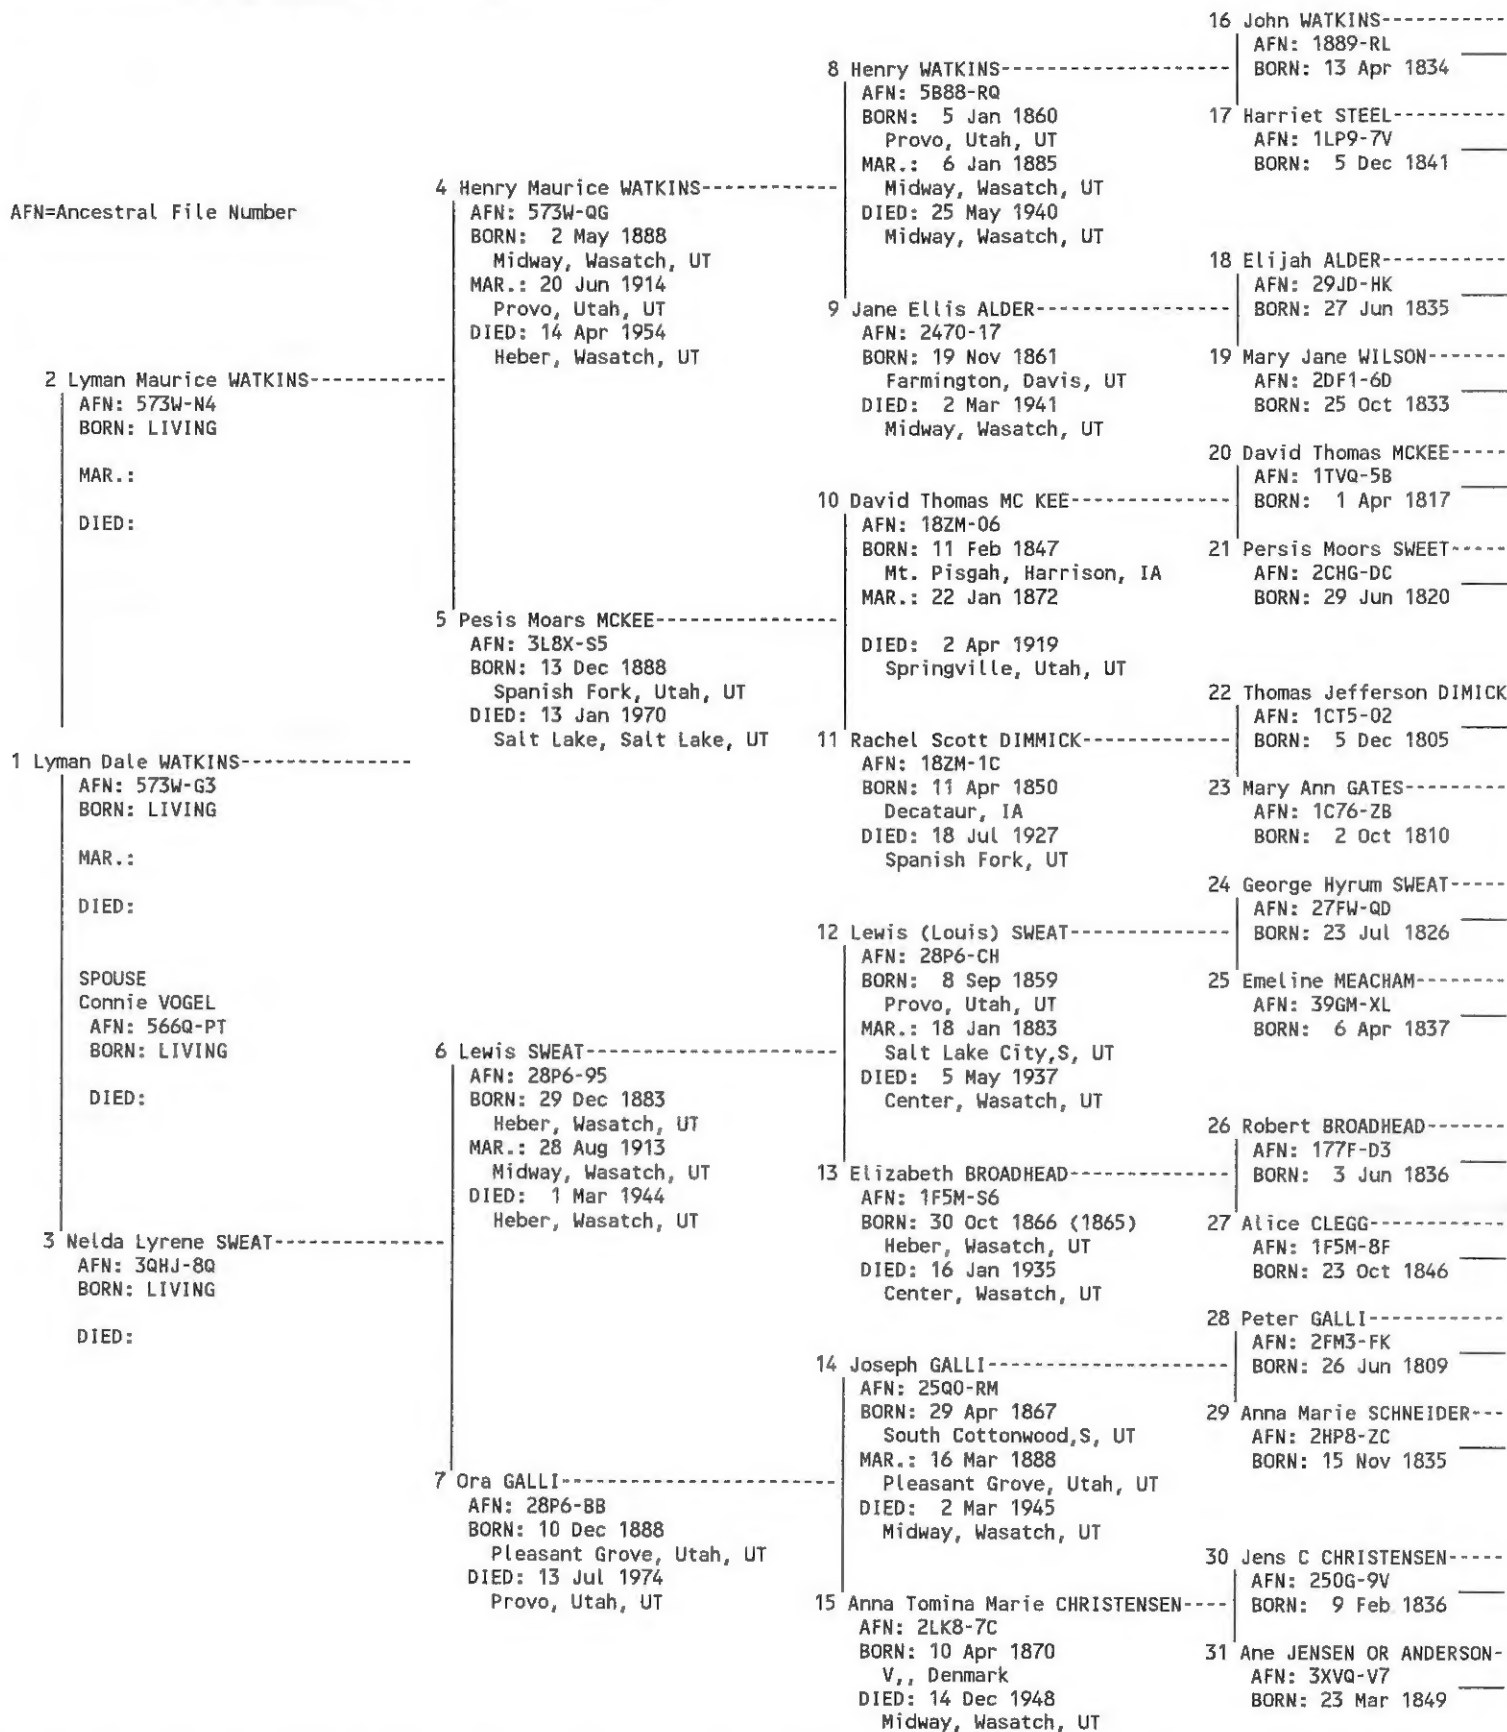 AFN=Ancestral File Number
1 Lyman Dale WATKINS---------------
AFN: 573W-G3
BORN: LIVING
MAR.:
DIED:
SPOUSE
Connie VOGEL
AFN: 566Q-PT
BORN: LIVING
DIED:
2 Lyman Maurice WATKINS------------
AFN: 573W-N4
BORN: LIVING
MAR.:
DIED:
3 Nelda Lyrene SWEAT---------------
AFN: 3QHJ-8Q
BORN: LIVING
DIED:
4 Henry Maurice WATKINS------------
AFN: 573W-QG
BORN: 2 May 1888
Midway, Wasatch, UT
MAR.: 20 Jun 1914
Provo, Utah, UT
DIED: 14 Apr 1954
Heber, Wasatch, UT
5 Pesis Moars MCKEE----------------
AFN: 3L8X-S5
BORN: 13 Dec 1888
Spanish Fork, Utah, UT
DIED: 13 Jan 1970
Salt Lake, Salt Lake, UT
6 Lewis SWEAT----------------------
AFN: 28P6-95
BORN: 29 Dec 1883
Heber, Wasatch, UT
MAR.: 28 Aug 1913
Midway, Wasatch, UT
DIED: 1 Mar 1944
Heber, Wasatch, UT
7 Ora GALLI------------------------
AFN: 28P6-BB
BORN: 10 Dec 1888
Pleasant Grove, Utah, UT
DIED: 13 Jul 1974
Provo, Utah, UT
8 Henry WATKINS--------------------
AFN: 5B88-RQ
BORN: 5 Jan 1860
Provo, Utah, UT
MAR.: 6 Jan 1885
Midway, Wasatch, UT
DIED: 25 May 1940
Midway, Wasatch, UT
9 Jane Ellis ALDER-----------------
AFN: 2470-17
BORN: 19 Nov 1861
Farmington, Davis, UT
DIED: 2 Mar 1941
Midway, Wasatch, UT
10 David Thomas MC KEE--------------
AFN: 18ZM-06
BORN: 11 Feb 1847
Mt. Pisgah, Harrison, IA
MAR.: 22 Jan 1872
DIED: 2 Apr 1919
Springville, Utah, UT
11 Rachel Scott DIMMICK-------------
AFN: 18ZM-1C
BORN: 11 Apr 1850
Decataur, IA
DIED: 18 Jul 1927
Spanish Fork, UT
12 Lewis (Louis) SWEAT--------------
AFN: 28P6-CH
BORN: 8 Sep 1859
Provo, Utah, UT
MAR.: 18 Jan 1883
Salt Lake City,S, UT
DIED: 5 May 1937
Center, Wasatch, UT
13 Elizabeth BROADHEAD--------------
AFN: 1F5M-S6
BORN: 30 Oct 1866 (1865)
Heber, Wasatch, UT
DIED: 16 Jan 1935
Center, Wasatch, UT
14 Joseph GALLI---------------------
AFN: 25Q0-RM
BORN: 29 Apr 1867
South Cottonwood,S, UT
MAR.: 16 Mar 1888
Pleasant Grove, Utah, UT
DIED: 2 Mar 1945
Midway, Wasatch, UT
15 Anna Tomina Marie CHRISTENSEN----
AFN: 2LK8-7C
BORN: 10 Apr 1870
V,, Denmark
DIED: 14 Dec 1948
Midway, Wasatch, UT
16 John WATKINS-----------
AFN: 1889-RL
BORN: 13 Apr 1834
17 Harriet STEEL----------
AFN: 1LP9-7V
BORN: 5 Dec 1841
18 Elijah ALDER-----------
AFN: 29JD-HK
BORN: 27 Jun 1835
19 Mary Jane WILSON-------
AFN: 2DF1-6D
BORN: 25 Oct 1833
20 David Thomas MCKEE-----
AFN: 1TVQ-5B
BORN: 1 Apr 1817
21 Persis Moors SWEET-----
AFN: 2CHG-DC
BORN: 29 Jun 1820
22 Thomas Jefferson DIMICK
AFN: 1CT5-02
BORN: 5 Dec 1805
23 Mary Ann GATES---------
AFN: 1C76-ZB
BORN: 2 Oct 1810
24 George Hyrum SWEAT-----
AFN: 27FW-QD
BORN: 23 Jul 1826
25 Emeline MEACHAM--------
AFN: 39GM-XL
BORN: 6 Apr 1837
26 Robert BROADHEAD-------
AFN: 177F-D3
BORN: 3 Jun 1836
27 Alice CLEGG------------
AFN: 1F5M-8F
BORN: 23 Oct 1846
28 Peter GALLI------------
AFN: 2FM3-FK
BORN: 26 Jun 1809
29 Anna Marie SCHNEIDER---
AFN: 2HP8-ZC
BORN: 15 Nov 1835
30 Jens C CHRISTENSEN-----
AFN: 250G-9V
BORN: 9 Feb 1836
31 Ane JENSEN OR ANDERSON-
AFN: 3XVQ-V7
BORN: 23 Mar 1849